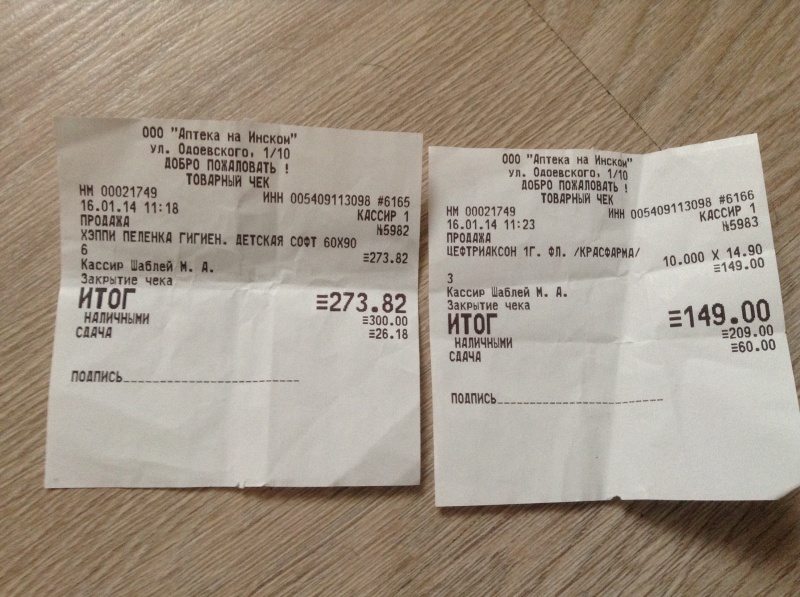 ООО "Аптека на Инском"
ул. Одоевского, 1/10
ДОБРО ПОЖАЛОВАТЬ !
ТОВАРНЫЙ ЧЕК
НМ 00021749 ИНН 005409113098 #6165
16.01.14 11:18 КАССИР 1
ПРОДАЖА №5982
ХЭППИ ПЕЛЕНКА ГИГИЕН. ДЕТСКАЯ СОФТ 60X90
6 ≡273.82
Кассир Шаблей М. А.
Закрытие чека
ИТОГ ≡273.82
НАЛИЧНЫМИ ≡300.00
СДАЧА ≡26.18
ПОДПИСЬ____________________
ООО "Аптека на Инском"
ул. Одоевского, 1/10
ДОБРО ПОЖАЛОВАТЬ !
ТОВАРНЫЙ ЧЕК
НМ 00021749 ИНН 005409113098 #6166
16.01.14 11:23 КАССИР 1
ПРОДАЖА №5983
ЦЕФТРИАКСОН 1Г. ФЛ. /КРАСФАРМА/
10.000 X 14.90
3 ≡149.00
Кассир Шаблей М. А.
Закрытие чека
ИТОГ ≡149.00
НАЛИЧНЫМИ ≡209.00
СДАЧА ≡60.00
ПОДПИСЬ____________________